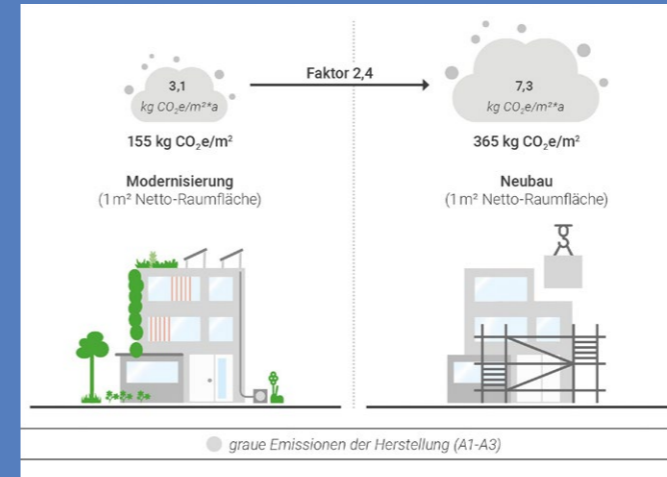 Faktor 2,4
3,1
kg CO₂e/m²*a
155 kg CO₂e/m²
Modernisierung
(1 m² Netto-Raumfläche)
7,3
kg CO₂e/m²*a
365 kg CO₂e/m²
Neubau
(1 m² Netto-Raumfläche)
graue Emissionen der Herstellung (A1-A3)